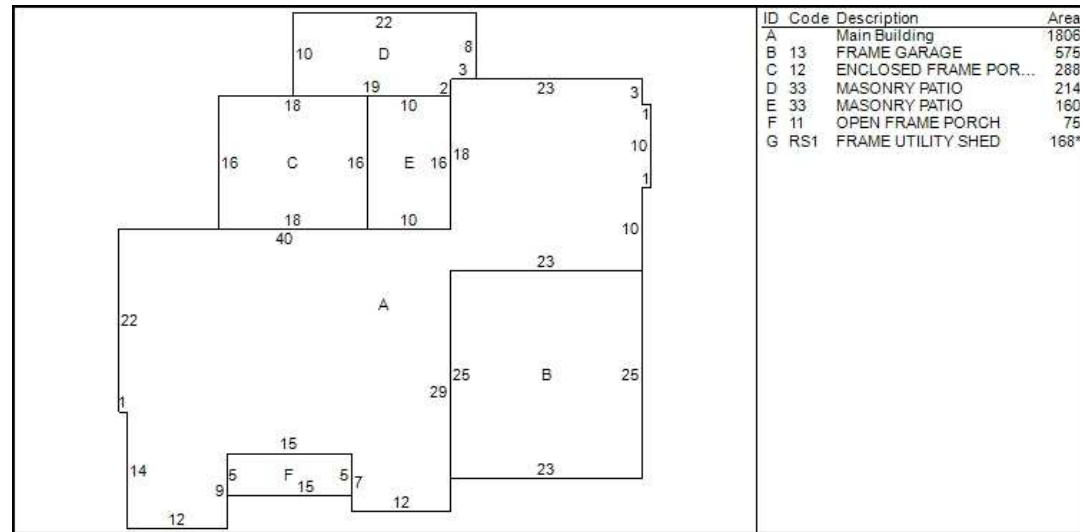 ID Code Description Area
A Main Building 1806
B 13 FRAME GARAGE 575
C 12 ENCLOSED FRAME POR... 288
D 33 MASONRY PATIO 214
E 33 MASONRY PATIO 160
F 11 OPEN FRAME PORCH 75
G RS1 FRAME UTILITY SHED 168*
22
10 D 8
3
19 2 23 3
18 10 1
16 C 16 E 16 18 10
1
18 10 10
40
23
A
22
25 B 25
29
1
15
14 5 F 5 7 23
9 15
12 12